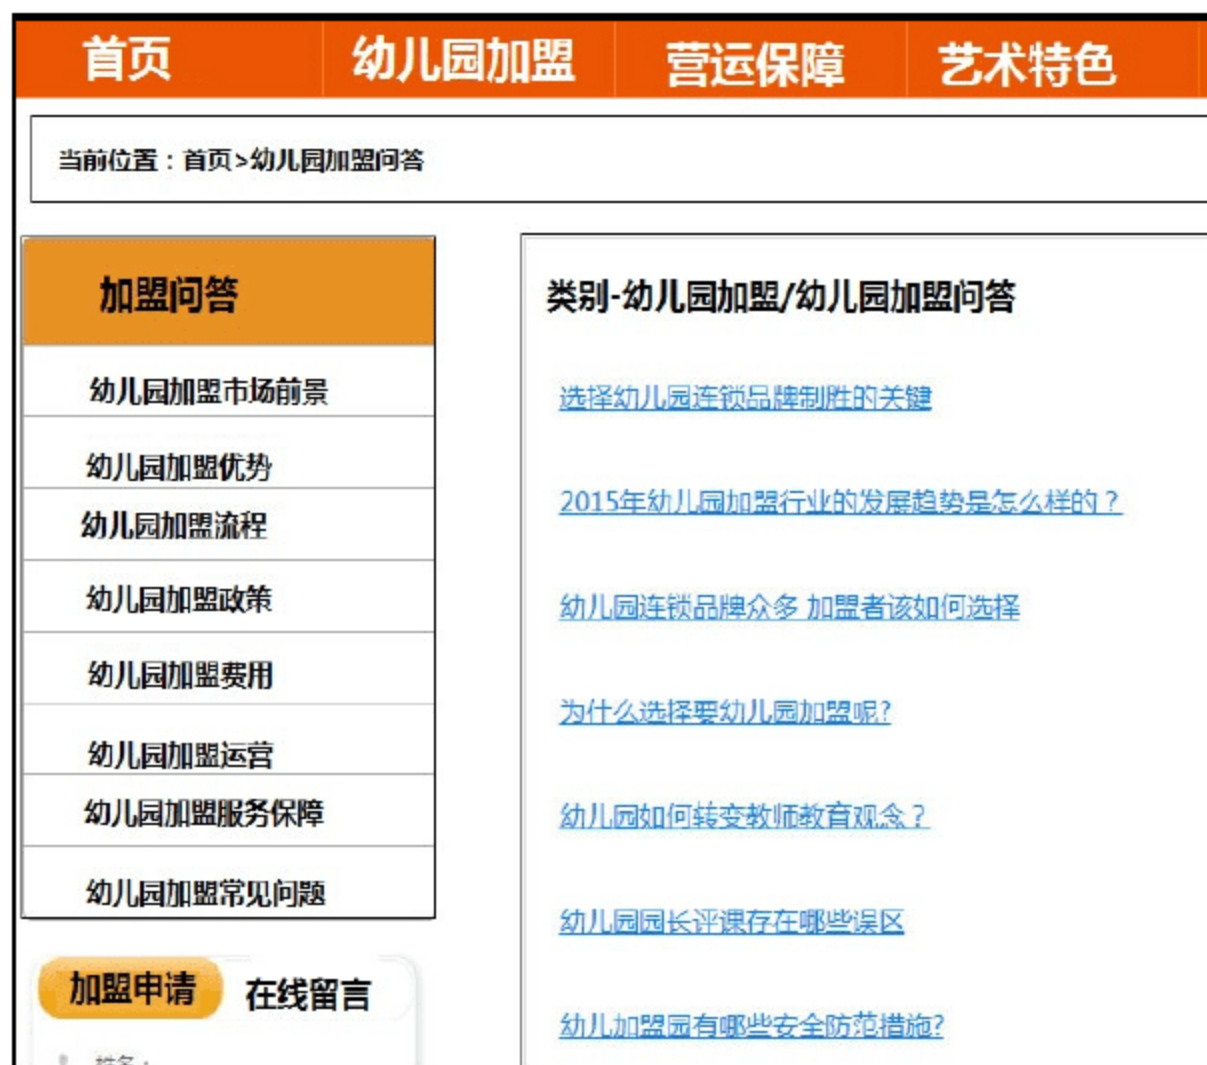 首页 幼儿园加盟 营运保障 艺术特色
当前位置：首页>幼儿园加盟问答
加盟问答
幼儿园加盟市场前景
幼儿园加盟优势
幼儿园加盟流程
幼儿园加盟政策
幼儿园加盟费用
幼儿园加盟运营
幼儿园加盟服务保障
幼儿园加盟常见问题
加盟申请 在线留言
姓名：
类别-幼儿园加盟/幼儿园加盟问答
选择幼儿园连锁品牌制胜的关键
2015年幼儿园加盟行业的发展趋势是怎么样的？
幼儿园连锁品牌众多 加盟者该如何选择
为什么选择要幼儿园加盟呢?
幼儿园如何转变教师教育观念？
幼儿园园长评课存在哪些误区
幼儿加盟园有哪些安全防范措施?